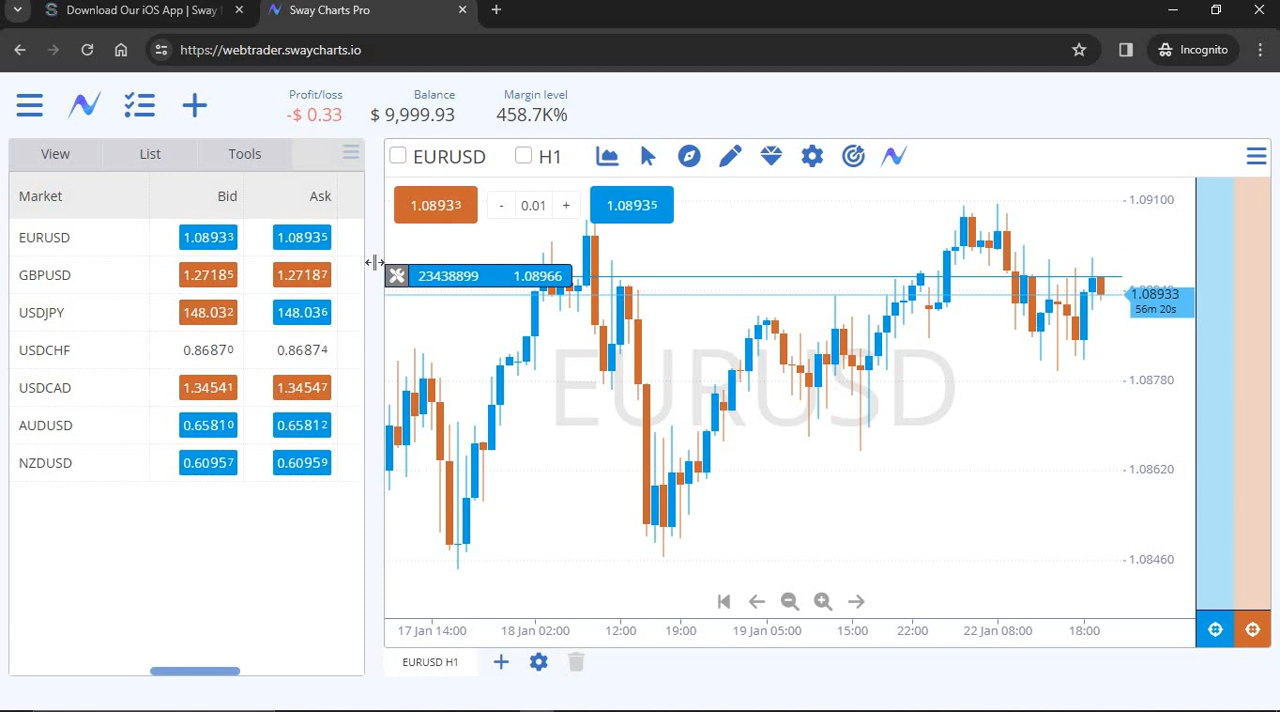 Download Our iOS App | Sway
Sway Charts Pro
https://webtrader.swaycharts.io
Incognito
Profit/loss Balance Margin level
-$ 0.33 $ 9,999.93 458.7K%
View List Tools
Market Bid Ask
EURUSD 1.08933 1.08935
GBPUSD 1.27185 1.27187
USDJPY 148.032 148.036
USDCHF 0.86870 0.86874
USDCAD 1.34541 1.34547
AUDUSD 0.65810 0.65812
NZDUSD 0.60957 0.60959
EURUSD H1
1.08933 - 0.01 + 1.08935
23438899 1.08966
EURUSD
1.09100
1.08933
56m 20s
1.08780
1.08620
1.08460
17 Jan 14:00 18 Jan 02:00 12:00 19:00 19 Jan 05:00 15:00 22:00 22 Jan 08:00 18:00
EURUSD H1